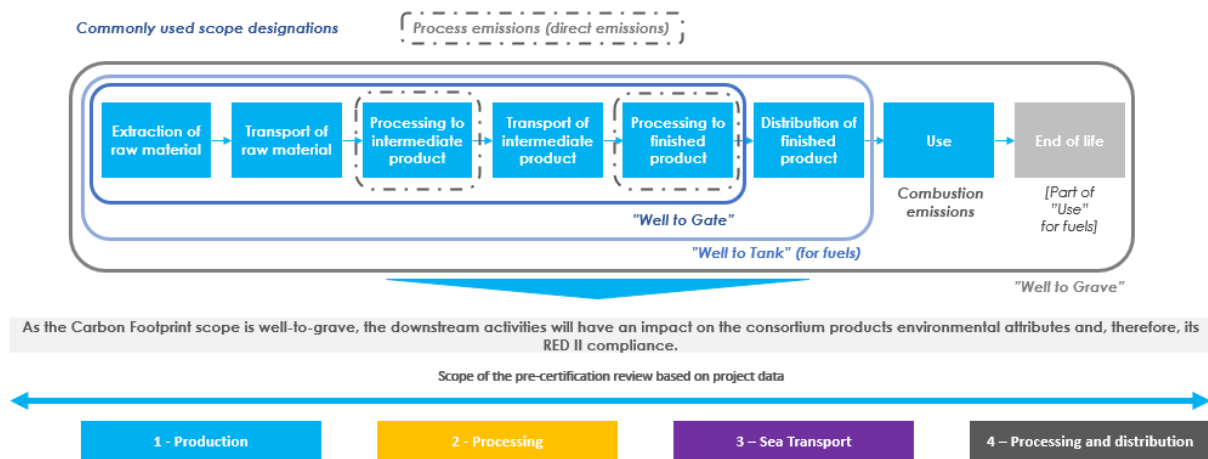 Commonly used scope designations
Process emissions (direct emissions)
Extraction of
raw material
Transport of
raw material
Processing to
intermediate
product
Transport of
intermediate
product
Processing to
finished
product
Distribution of
finished
product
Use
End of life
Combustion
emissions
[Part of
"Use"
for fuels]
"Well to Gate"
"Well to Tank" (for fuels)
"Well to Grave"
As the Carbon Footprint scope is well-to-grave, the downstream activities will have an impact on the consortium products environmental attributes and, therefore, its
RED II compliance.
Scope of the pre-certification review based on project data
1 - Production
2 - Processing
3 – Sea Transport
4 – Processing and distribution